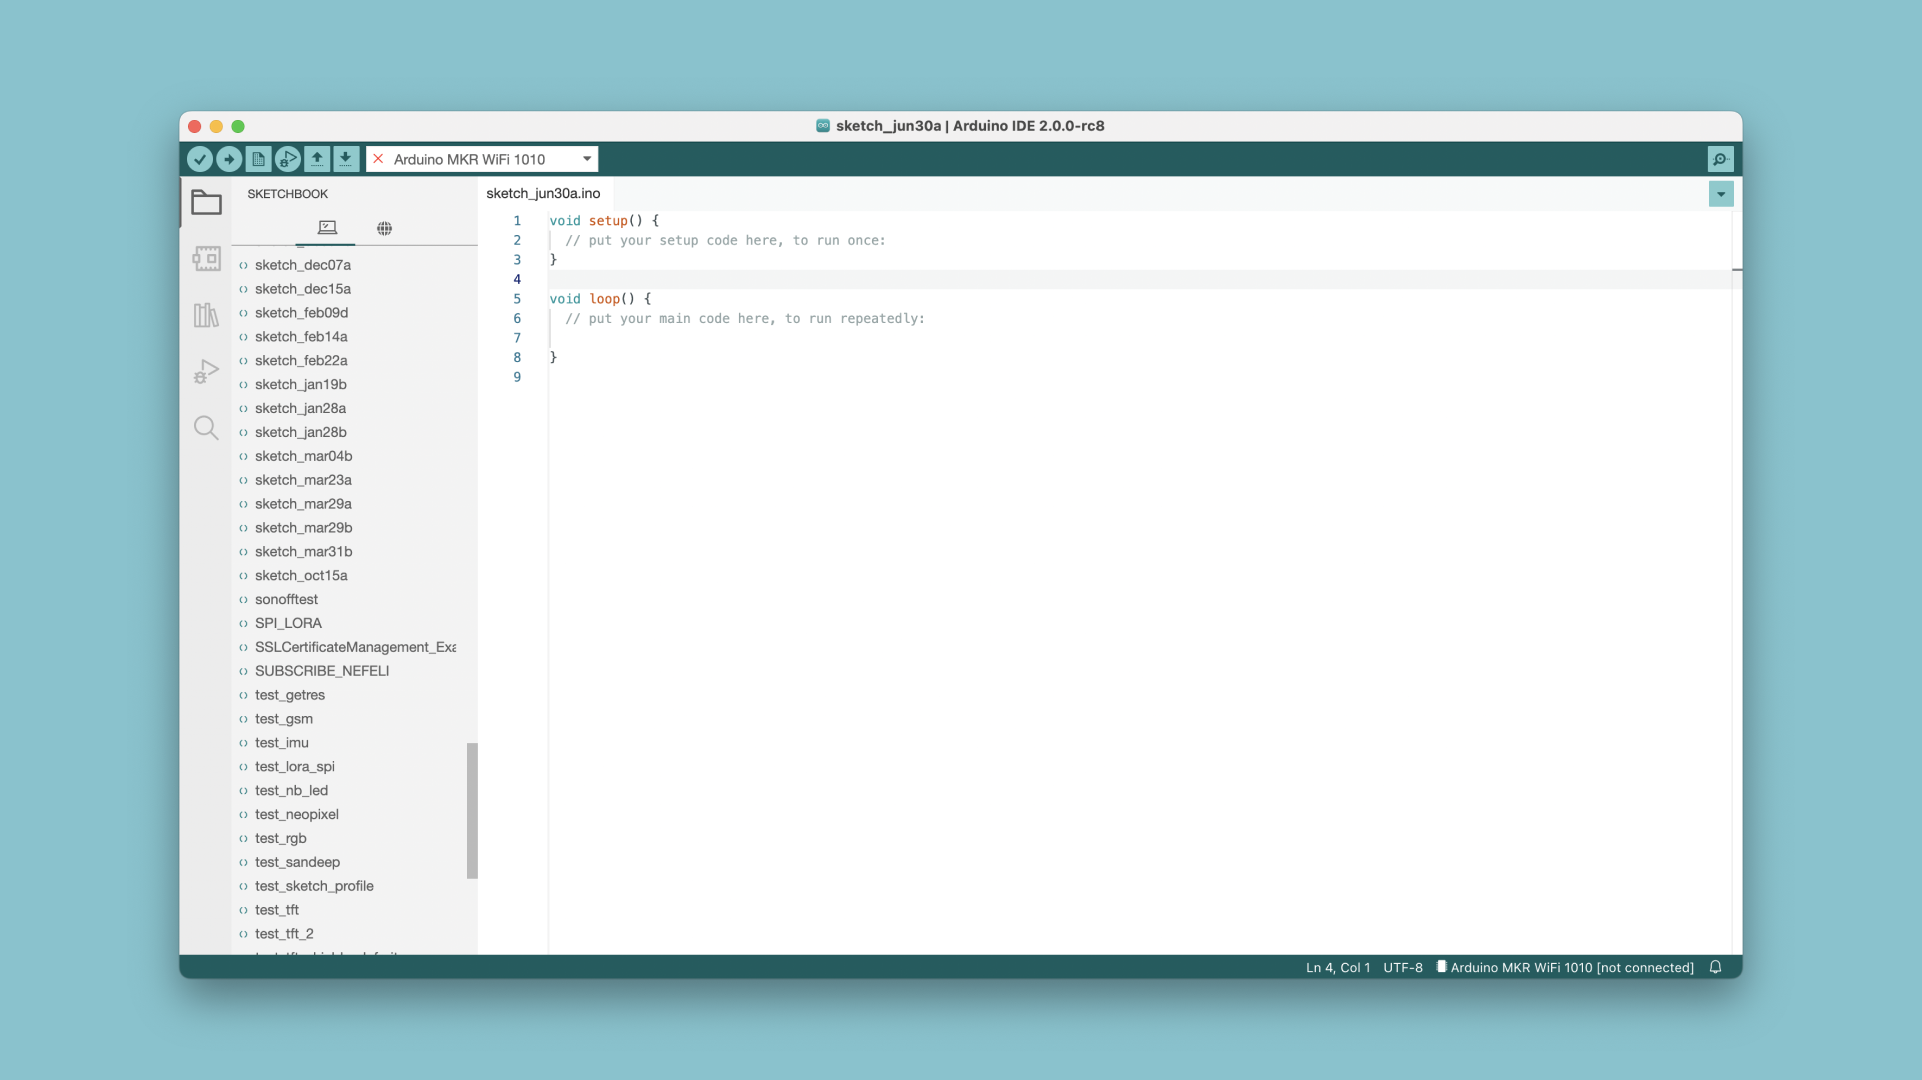 sketch_jun30a | Arduino IDE 2.0.0-rc8
Arduino MKR WiFi 1010
SKETCHBOOK
sketch_dec07a
sketch_dec15a
sketch_feb09d
sketch_feb14a
sketch_feb22a
sketch_jan19b
sketch_jan28a
sketch_jan28b
sketch_mar04b
sketch_mar23a
sketch_mar29a
sketch_mar29b
sketch_mar31b
sketch_oct15a
sonofftest
SPI_LORA
SSLCertificateManagement_Exa
SUBSCRIBE_NEFELI
test_getres
test_gsm
test_imu
test_lora_spi
test_nb_led
test_neopixel
test_rgb
test_sandeep
test_sketch_profile
test_tft
test_tft_2
sketch_jun30a.ino
1 void setup() {
2   // put your setup code here, to run once:
3 }
4
5 void loop() {
6   // put your main code here, to run repeatedly:
7
8 }
9
Ln 4, Col 1 UTF-8 Arduino MKR WiFi 1010 [not connected]